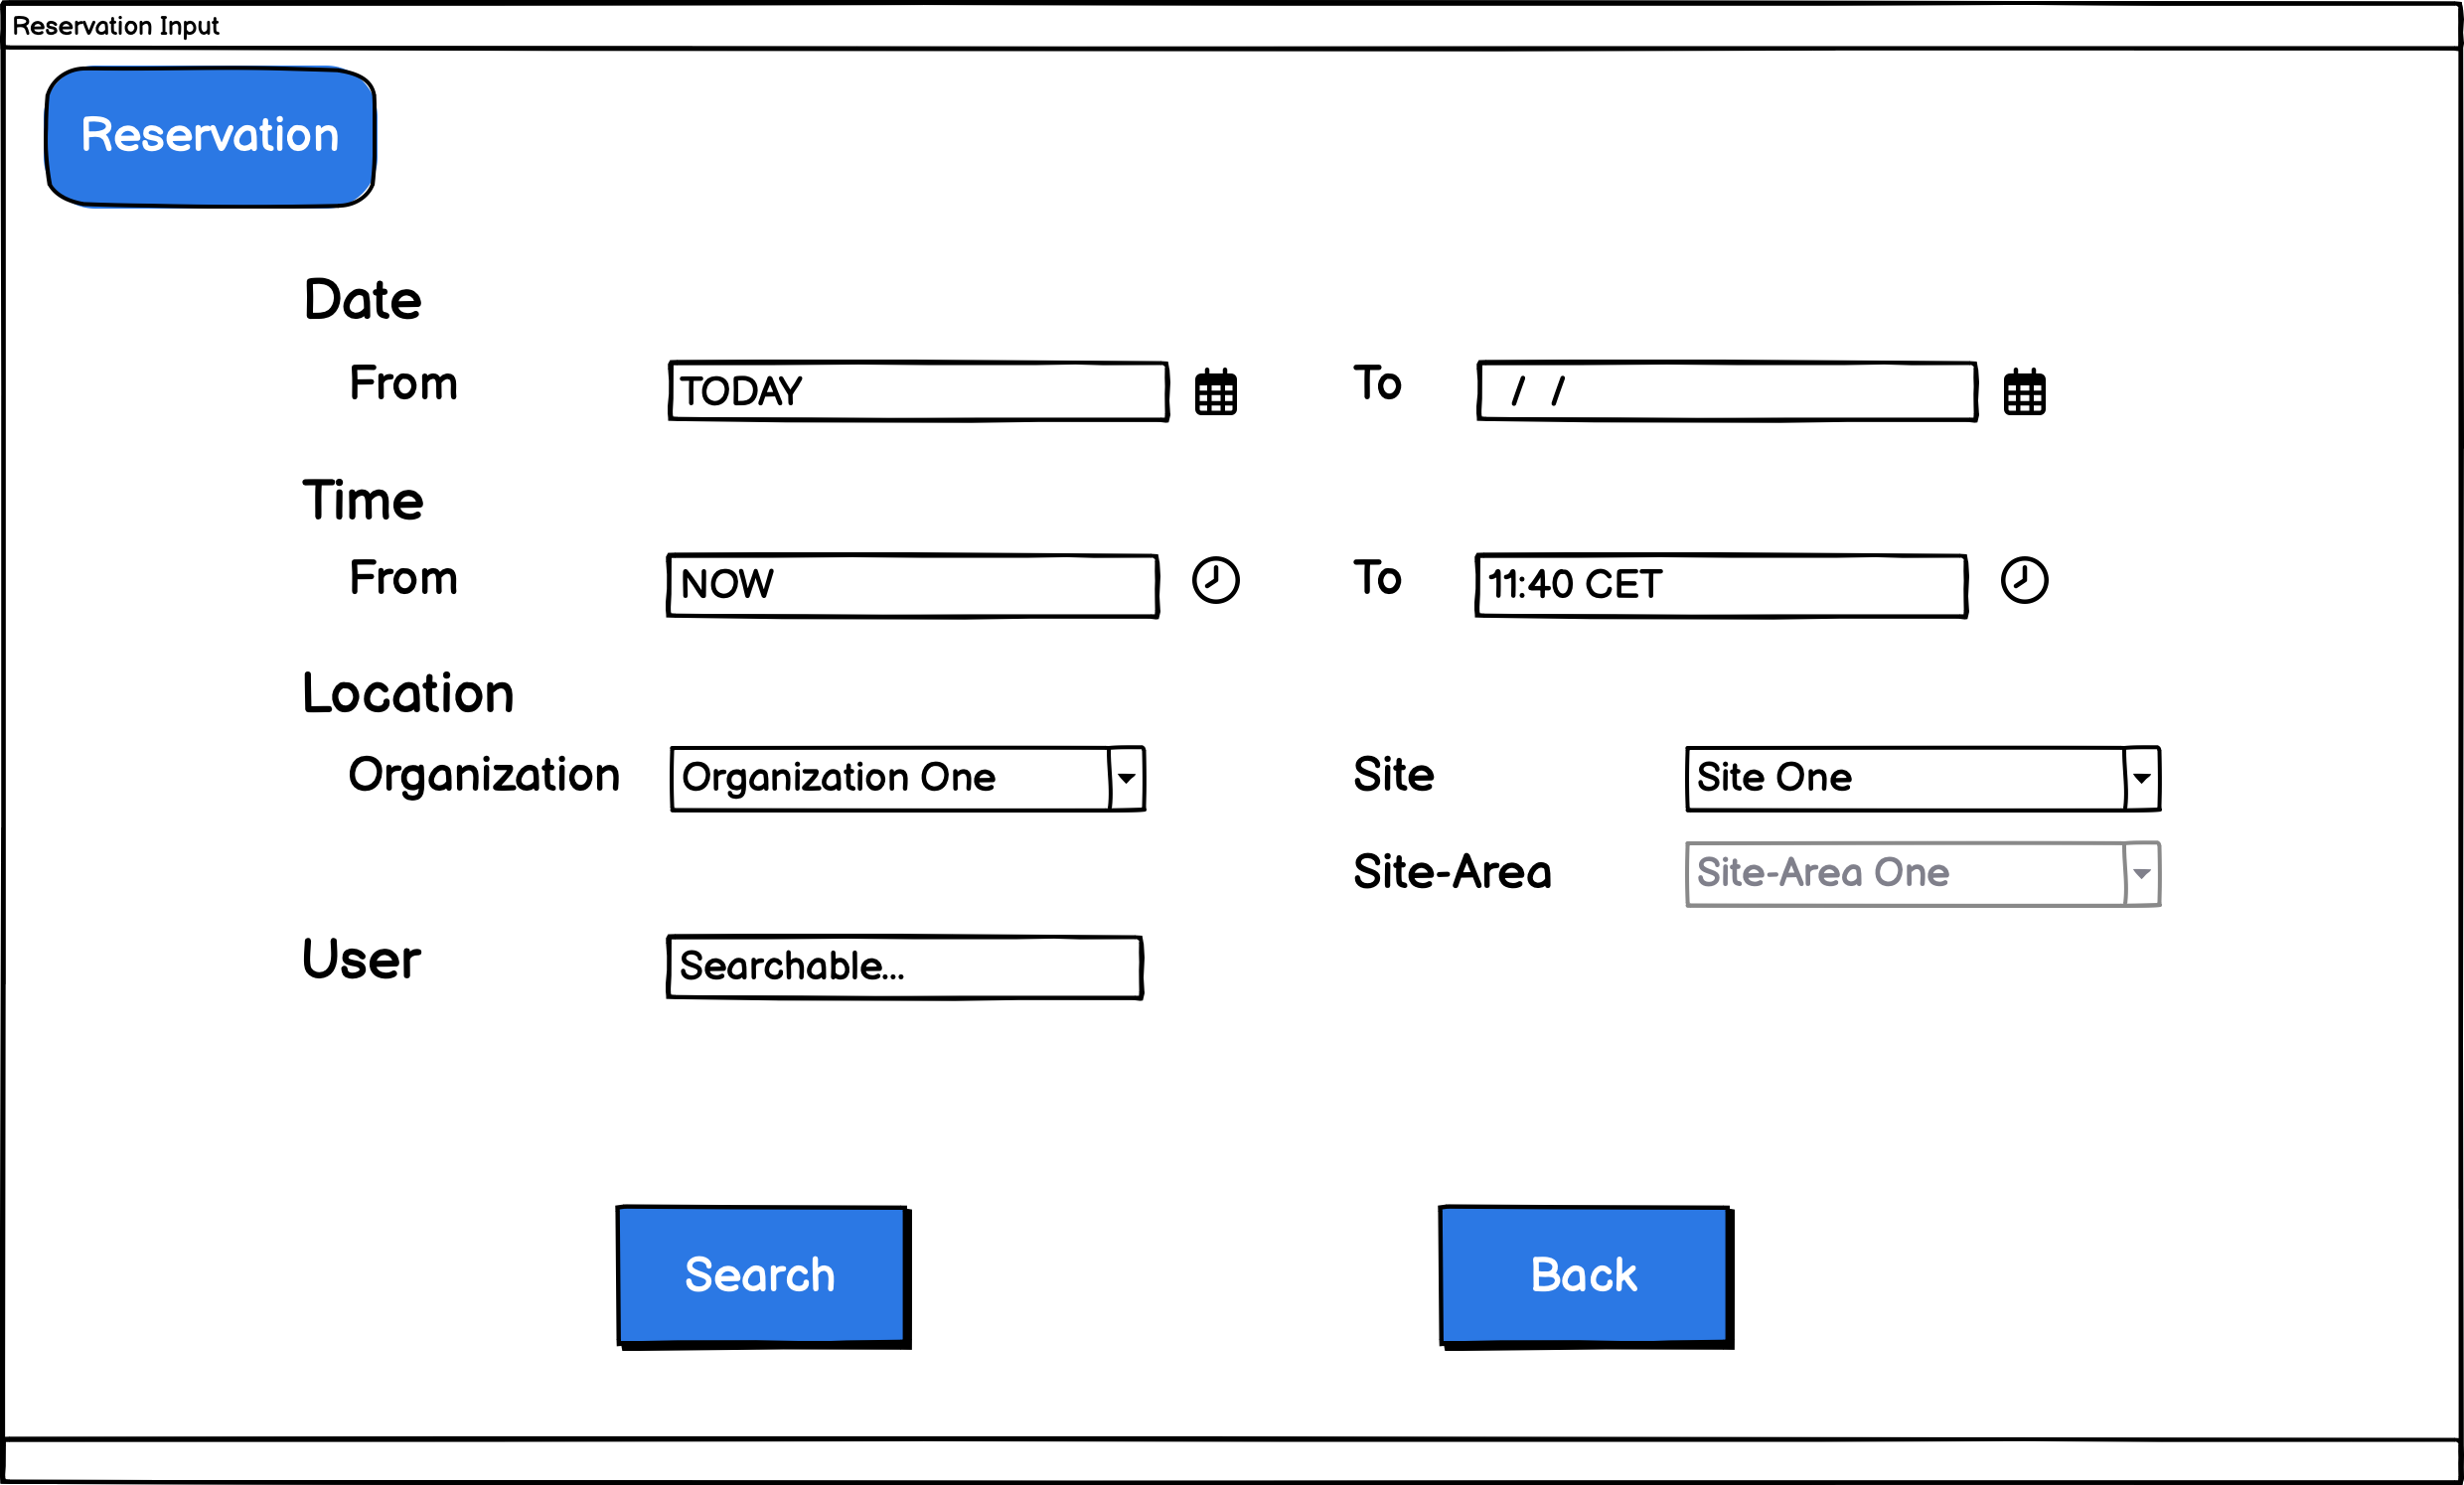 Reservation Input
Reservation
Date
From TODAY To / /
Time
From NOW To 11:40 CET
Location
Organization Organization One Site Site One
Site-Area Site-Area One
User Searchable...
Search Back